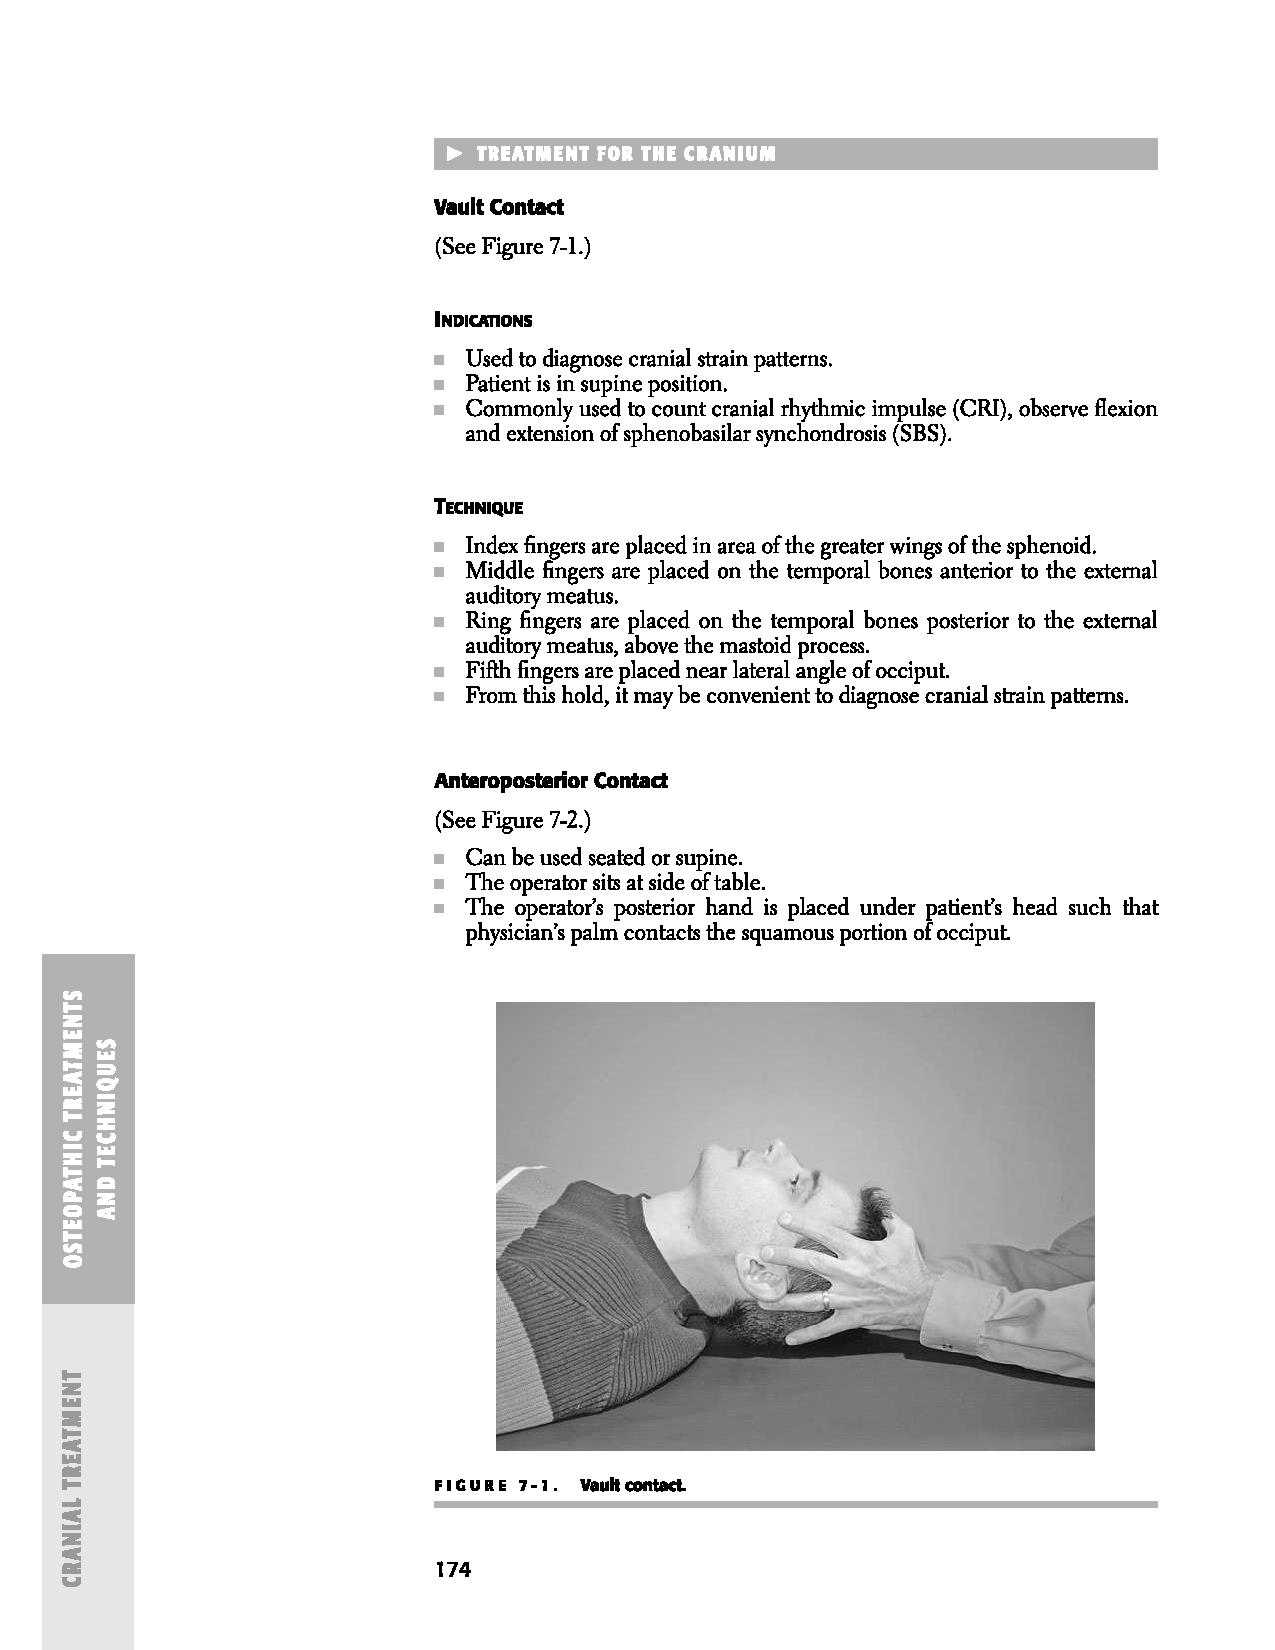 ▶ TREATMENT FOR THE CRANIUM
Vault Contact
(See Figure 7-1.)
INDICATIONS
■ Used to diagnose cranial strain patterns.
■ Patient is in supine position.
■ Commonly used to count cranial rhythmic impulse (CRI), observe flexion
and extension of sphenobasilar synchondrosis (SBS).
TECHNIQUE
■ Index fingers are placed in area of the greater wings of the sphenoid.
■ Middle fingers are placed on the temporal bones anterior to the external
auditory meatus.
■ Ring fingers are placed on the temporal bones posterior to the external
auditory meatus, above the mastoid process.
■ Fifth fingers are placed near lateral angle of occiput.
■ From this hold, it may be convenient to diagnose cranial strain patterns.
Anteroposterior Contact
(See Figure 7-2.)
■ Can be used seated or supine.
■ The operator sits at side of table.
■ The operator's posterior hand is placed under patient's head such that
physician's palm contacts the squamous portion of occiput.
OSTEOPATHIC TREATMENTS
AND TECHNIQUES
CRANIAL TREATMENT
FIGURE 7-1. Vault contact.
174